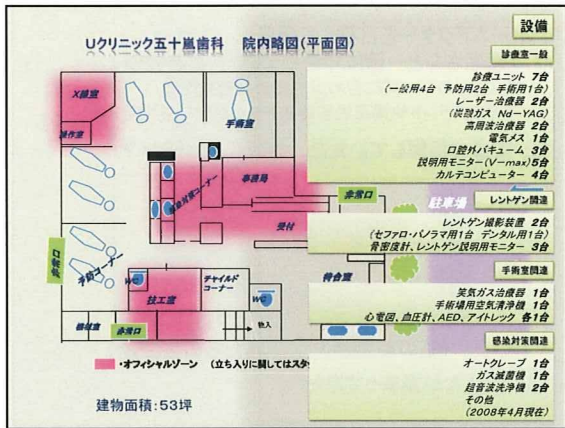 Uクリニック五十嵐歯科　院内略図(平面図)
設備
診療室一般
診療ユニット 7台
(一般用4台 予防用2台 手術用1台)
レーザー治療器 2台
(炭酸ガス Nd-YAG)
高周波治療器 2台
電気メス 1台
口腔外バキューム 3台
説明用モニター(V-max)5台
カルテコンピューター 4台
レントゲン関連
レントゲン撮影装置 2台
(セファロ・パノラマ用1台 デンタル用1台)
骨密度計、レントゲン説明用モニター 3台
手術室関連
笑気ガス治療器 1台
手術場用空気清浄機 1台
心電図、血圧計、AED、アイトレック 各1台
感染対策関連
オートクレーブ 1台
ガス滅菌機 1台
超音波洗浄機 2台
その他
(2008年4月現在)
X線室
操作室
手術室
事務局
受付
非常口
駐車場
非常口
予防コーナー
WC
技工室
チャイルド
コーナー
WC
待合室
非常口
・オフィシャルゾーン　(立ち入りに関してはスタ
建物面積:53坪